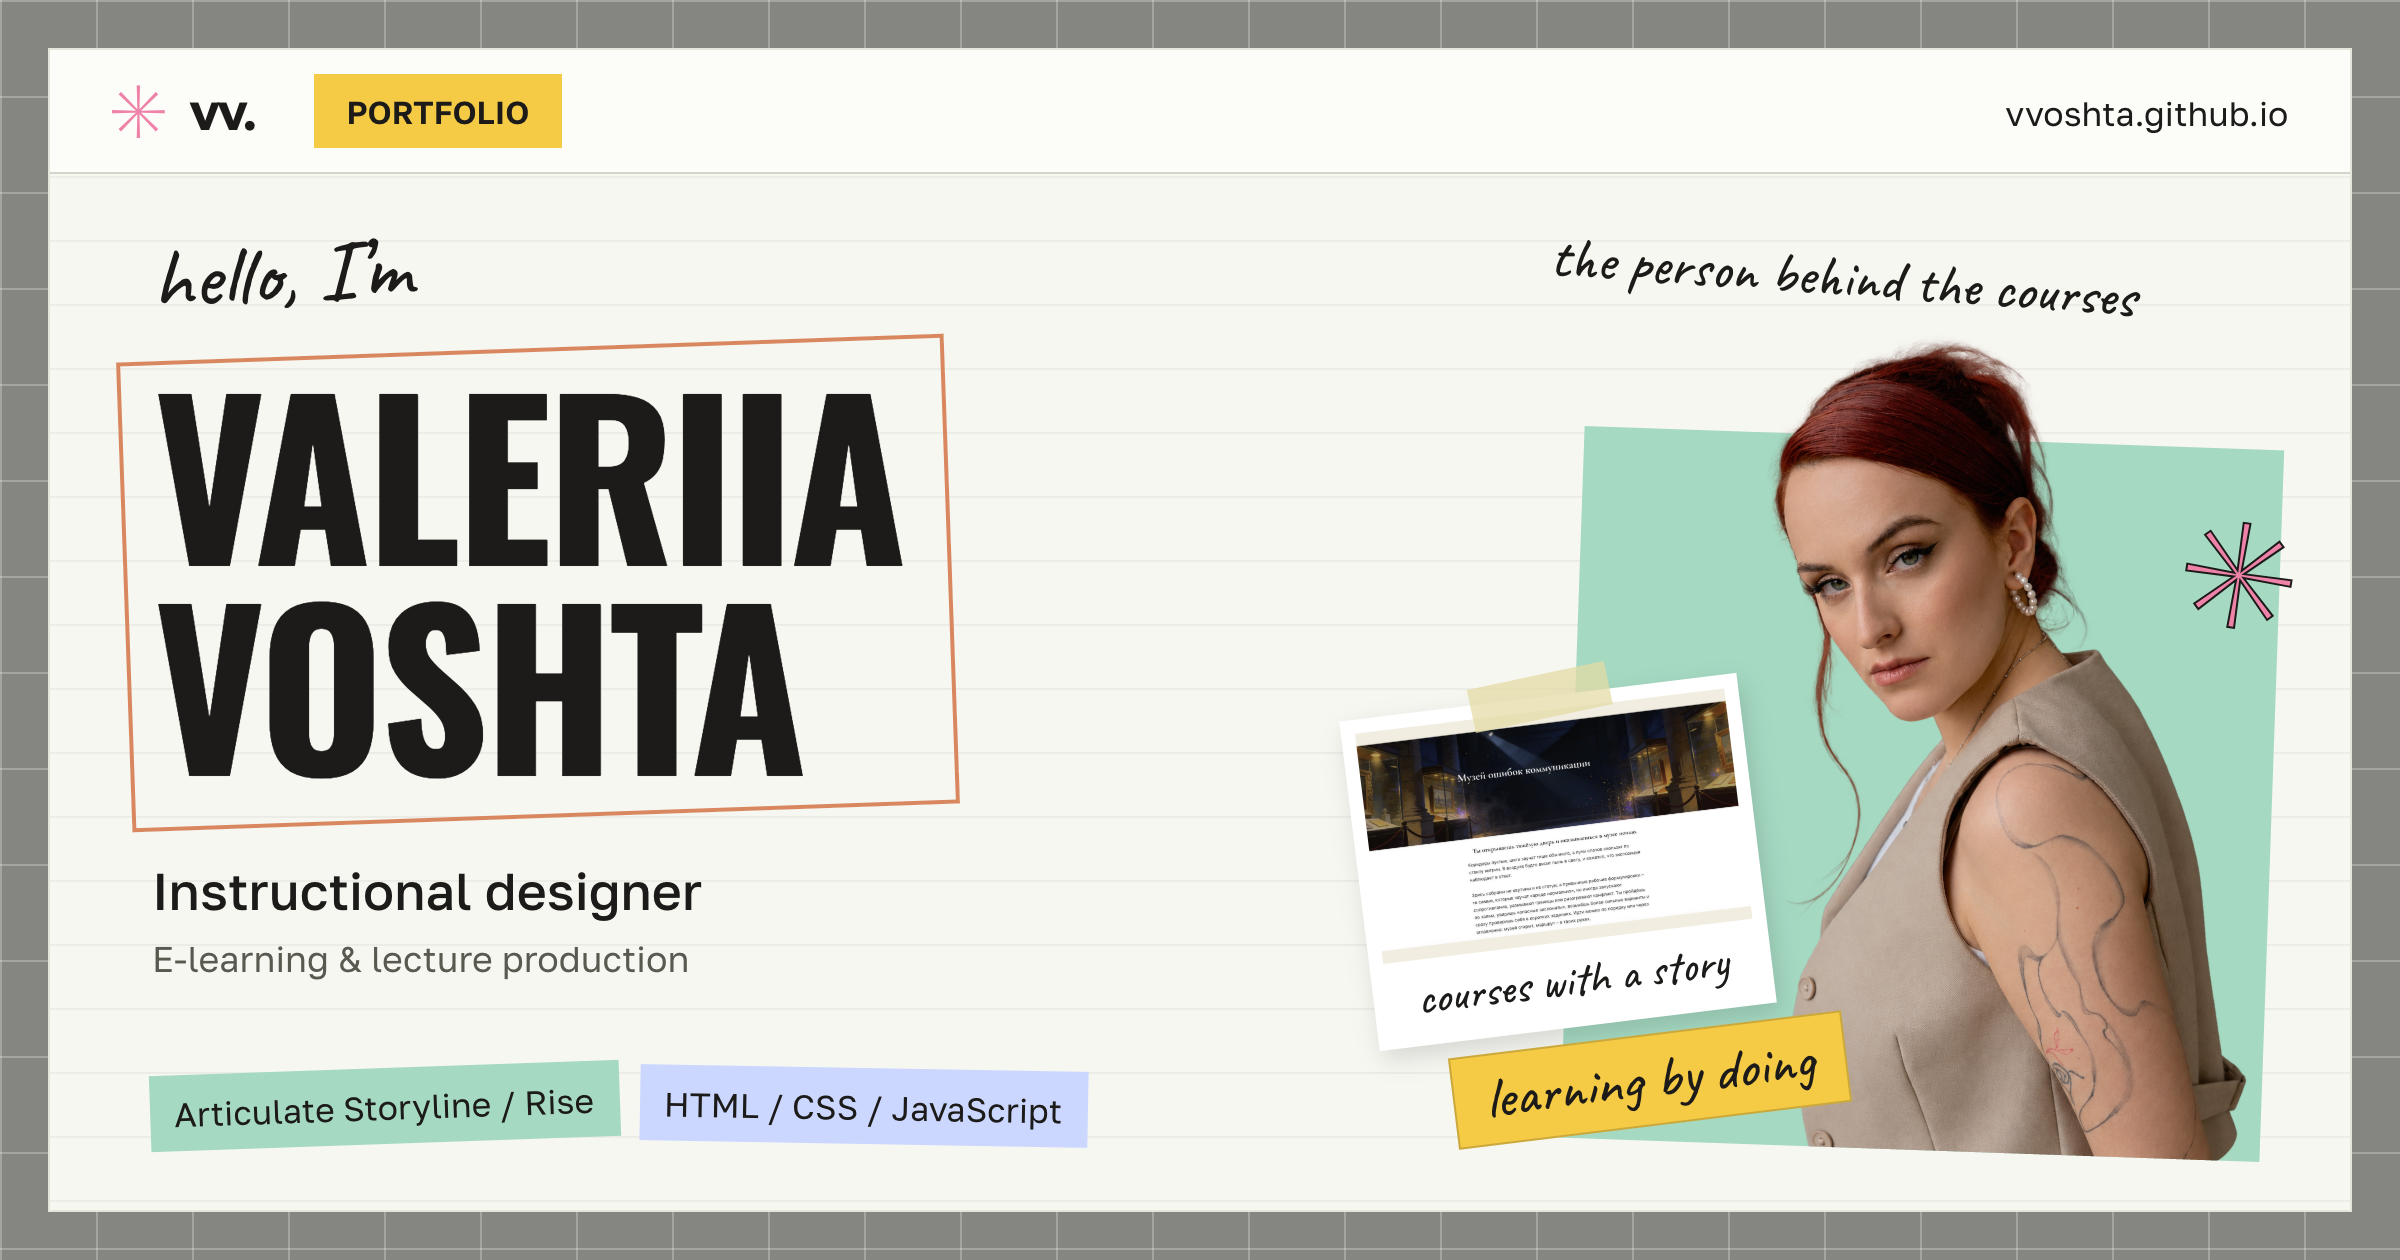 vv.
PORTFOLIO
vvoshta.github.io
hello, I'm
VALERIIA
VOSHTA
Instructional designer
E-learning & lecture production
Articulate Storyline / Rise
HTML / CSS / JavaScript
the person behind the courses
Музей ошибок коммуникации
courses with a story
learning by doing